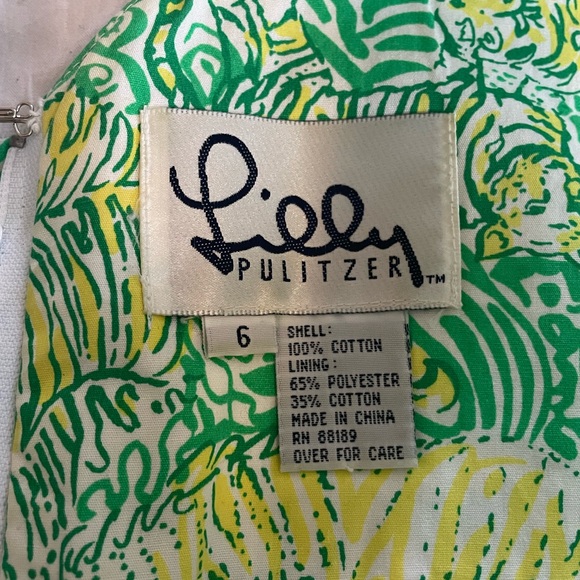 Lilly
PULITZER™
6
SHELL:
100% COTTON
LINING:
65% POLYESTER
35% COTTON
MADE IN CHINA
RN 88189
OVER FOR CARE